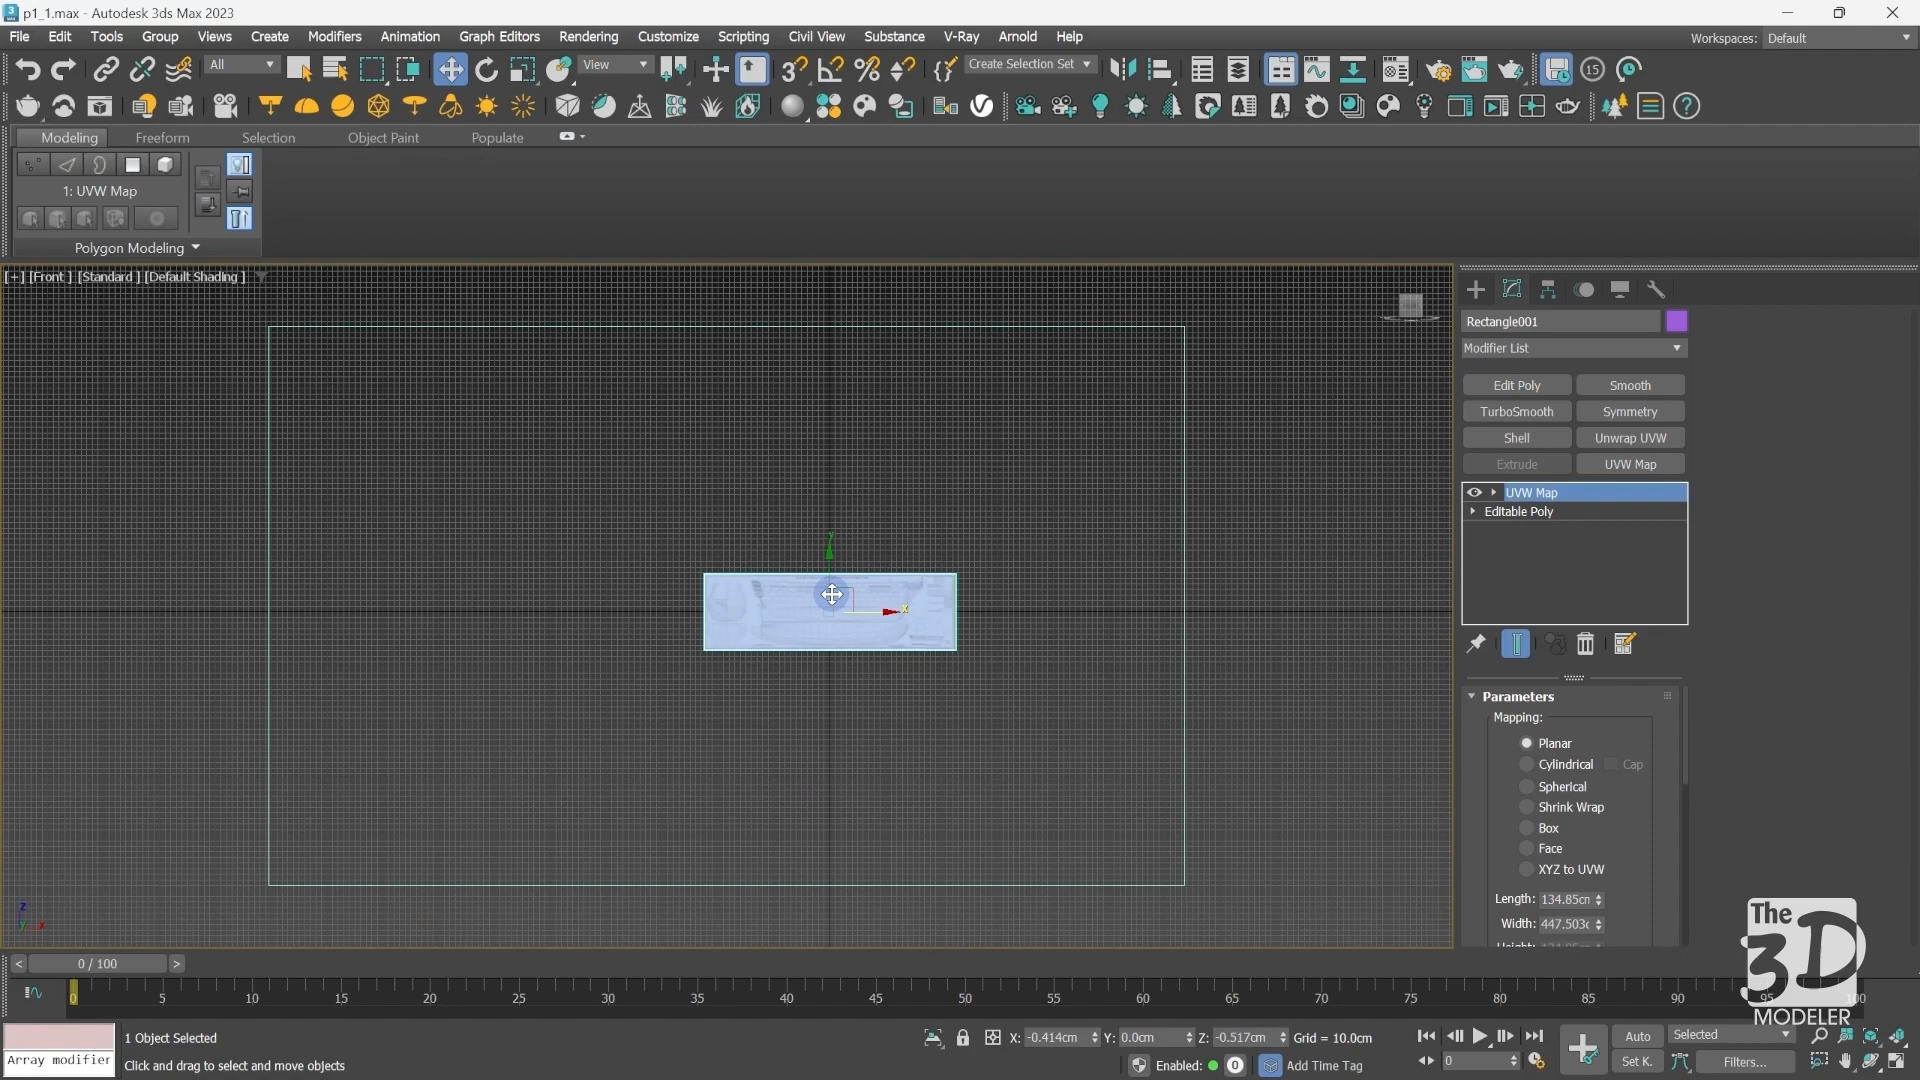 p1_1.max - Autodesk 3ds Max 2023
File Edit Tools Group Views Create Modifiers Animation Graph Editors Rendering Customize Scripting Civil View Substance V-Ray Arnold Help
Workspaces: Default
All View Create Selection Set 15
Modeling Freeform Selection Object Paint Populate
1: UVW Map
Polygon Modeling
[+] [Front ] [Standard ] [Default Shading ]
Rectangle001
Modifier List
Edit Poly Smooth
TurboSmooth Symmetry
Shell Unwrap UVW
Extrude UVW Map
UVW Map
Editable Poly
y
x
Parameters
Mapping:
Planar
Cylindrical Cap
Spherical
Shrink Wrap
Box
Face
XYZ to UVW
Length: 134.85cm
Width: 447.503c
z
y x
The
3D
MODELER
< 0 / 100 >
0 5 10 15 20 25 30 35 40 45 50 55 60 65 70 75 80 85 90 95 100
1 Object Selected
X: -0.414cm Y: 0.0cm Z: -0.517cm Grid = 10.0cm
Auto Selected
Array modifier
Click and drag to select and move objects
Enabled: 0 Add Time Tag
0
Set K. Filters...